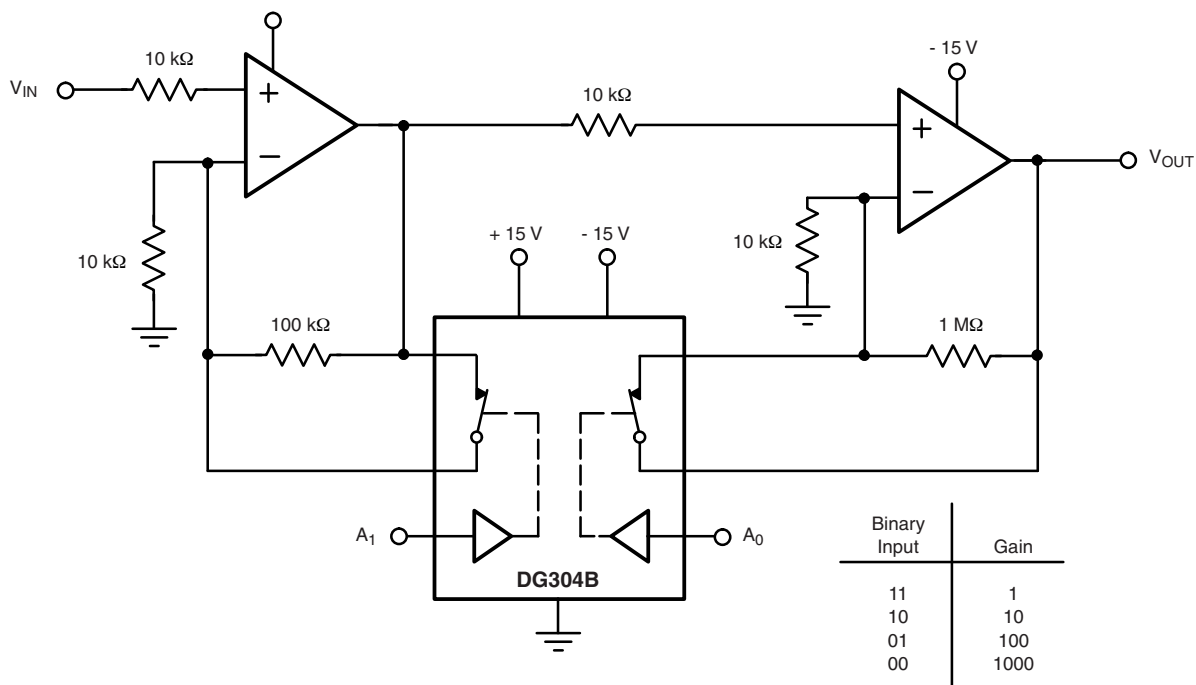 - 15 V
10 kΩ
10 kΩ
V_IN
+
+
−
−
V_OUT
+ 15 V
- 15 V
10 kΩ
10 kΩ
100 kΩ
1 MΩ
A_1
A_0
DG304B
Binary Input Gain
11 1
10 10
01 100
00 1000